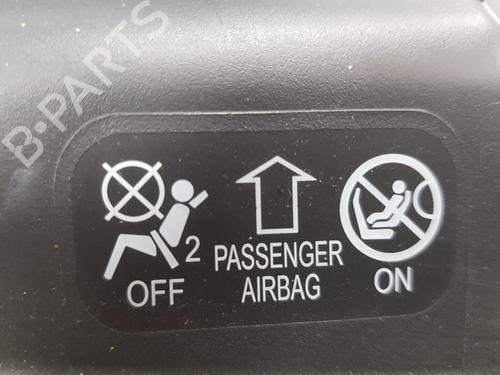 B-PARTS
2
OFF
PASSENGER
AIRBAG
ON